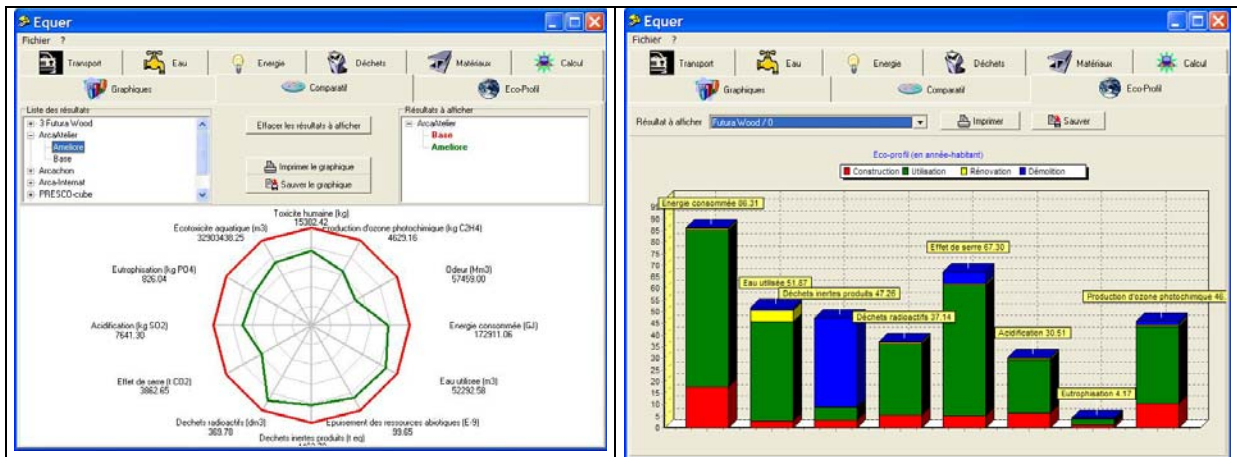 Equer
Fichier ?
Transport Eau Energie Déchets Matériaux Calcul
Graphiques Comparatif Eco-Profil
Liste des résultats
3 Futura Wood
ArcaAtelier
Ameliore
Base
Arcachon
Arca-Internat
PRESCO-cube
Effacer les résultats à afficher
Imprimer le graphique
Sauver le graphique
Résultats à afficher
ArcaAtelier
Base
Ameliore
Toxicite humaine (kg)
15302.42
Production d'ozone photochimique (kg C2H4)
4629.16
Odeur (Mm3)
57459.00
Energie consommée (GJ)
172911.06
Eau utilisee (m3)
52292.58
Epuisement des ressources abiotiques (E-9)
99.65
Dechets inertes produits (t eq)
Dechets radioactifs (dm3)
369.70
Effet de serre (t CO2)
3862.65
Acidification (kg SO2)
7641.30
Eutrophisation (kg PO4)
826.04
Ecotoxicite aquatique (m3)
32903438.25
Equer
Fichier ?
Transport Eau Energie Déchets Matériaux Calcul
Graphiques Comparatif Eco-Profil
Résultat à afficher Futura Wood / 0 Imprimer Sauver
Eco-profil (en année-habitant)
Construction Utilisation Rénovation Démolition
95
90
85
80
75
70
65
60
55
50
45
40
35
30
25
20
15
10
5
0
Energie consommée 86.31
Eau utilisée 51.87
Déchets inertes produits 47.26
Déchets radioactifs 37.14
Effet de serre 67.30
Acidification 30.51
Eutrophisation 4.17
Production d'ozone photochimique 46.